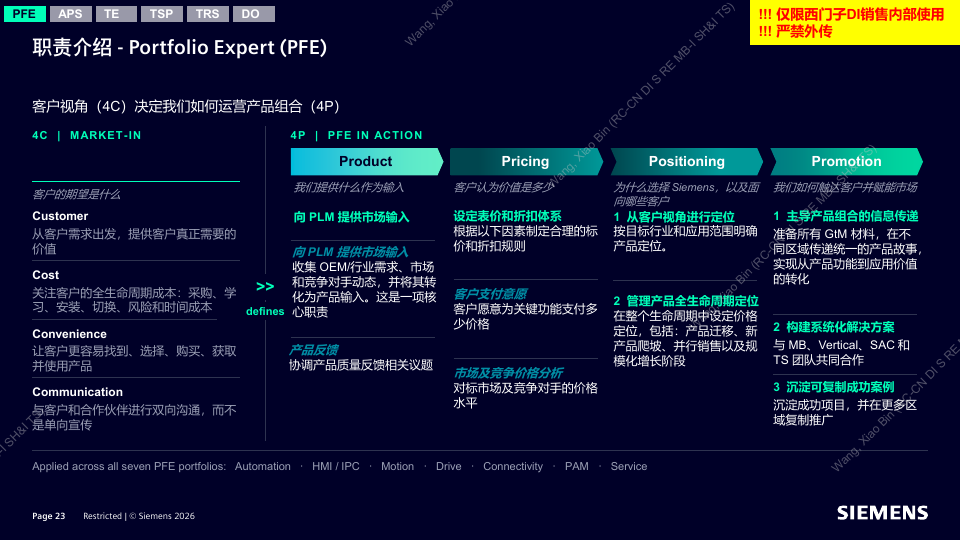 PFE APS TE TSP TRS DO
!!! 仅限西门子DI销售内部使用
!!! 严禁外传
职责介绍 - Portfolio Expert (PFE)
客户视角（4C）决定我们如何运营产品组合（4P）
4C | MARKET-IN
客户的期望是什么
Customer
从客户需求出发，提供客户真正需要的
价值
Cost
关注客户的全生命周期成本：采购、学
习、安装、切换、风险和时间成本
Convenience
让客户更容易找到、选择、购买、获取
并使用产品
Communication
与客户和合作伙伴进行双向沟通，而不
是单向宣传
>>
defines
4P | PFE IN ACTION
Product
我们提供什么作为输入
向 PLM 提供市场输入
向 PLM 提供市场输入
收集 OEM/行业需求、市场
和竞争对手动态，并将其转
化为产品输入。这是一项核
心职责
产品反馈
协调产品质量反馈相关议题
Pricing
客户认为价值是多少
设定表价和折扣体系
根据以下因素制定合理的标
价和折扣规则
客户支付意愿
客户愿意为关键功能支付多
少价格
市场及竞争价格分析
对标市场及竞争对手的价格
水平
Positioning
为什么选择 Siemens，以及面
向哪些客户
1 从客户视角进行定位
按目标行业和应用范围明确
产品定位。
2 管理产品全生命周期定位
在整个生命周期中设定价格
定位，包括：产品迁移、新
产品爬坡、并行销售以及规
模化增长阶段
Promotion
我们如何触达客户并赋能市场
1 主导产品组合的信息传递
准备所有 GtM 材料，在不
同区域传递统一的产品故事，
实现从产品功能到应用价值
的转化
2 构建系统化解决方案
与 MB、Vertical、SAC 和
TS 团队共同合作
3 沉淀可复制成功案例
沉淀成功项目，并在更多区
域复制推广
Applied across all seven PFE portfolios: Automation · HMI / IPC · Motion · Drive · Connectivity · PAM · Service
Page 23 Restricted | © Siemens 2026
SIEMENS
Wang, Xiao Bin (RC-CN DI S RE MB-I SH&I TS)